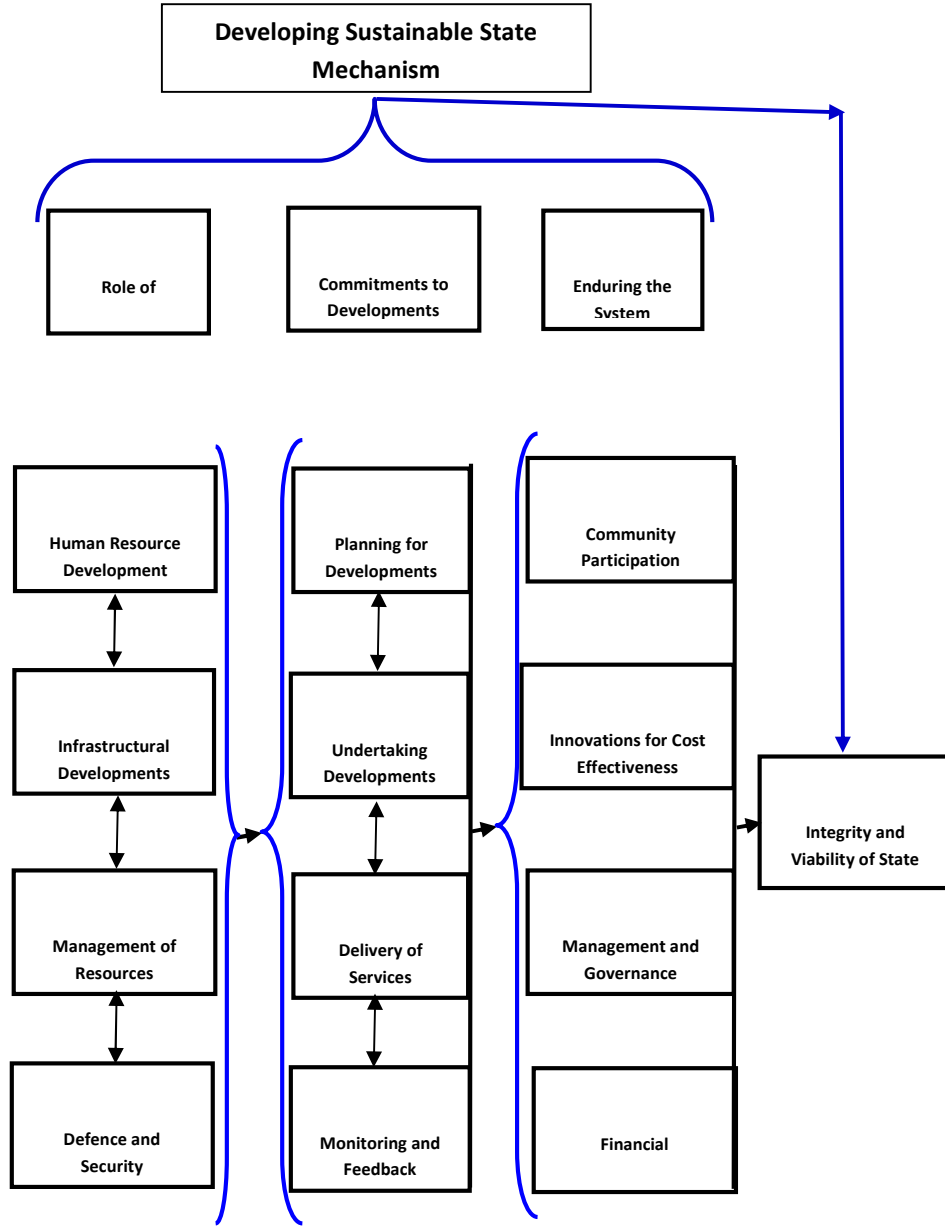 Developing Sustainable State
Mechanism
Role of
Commitments to
Developments
Enduring the
System
Human Resource
Development
Planning for
Developments
Community
Participation
Infrastructural
Developments
Undertaking
Developments
Innovations for Cost
Effectiveness
Integrity and
Viability of State
Management of
Resources
Delivery of
Services
Management and
Governance
Defence and
Security
Monitoring and
Feedback
Financial